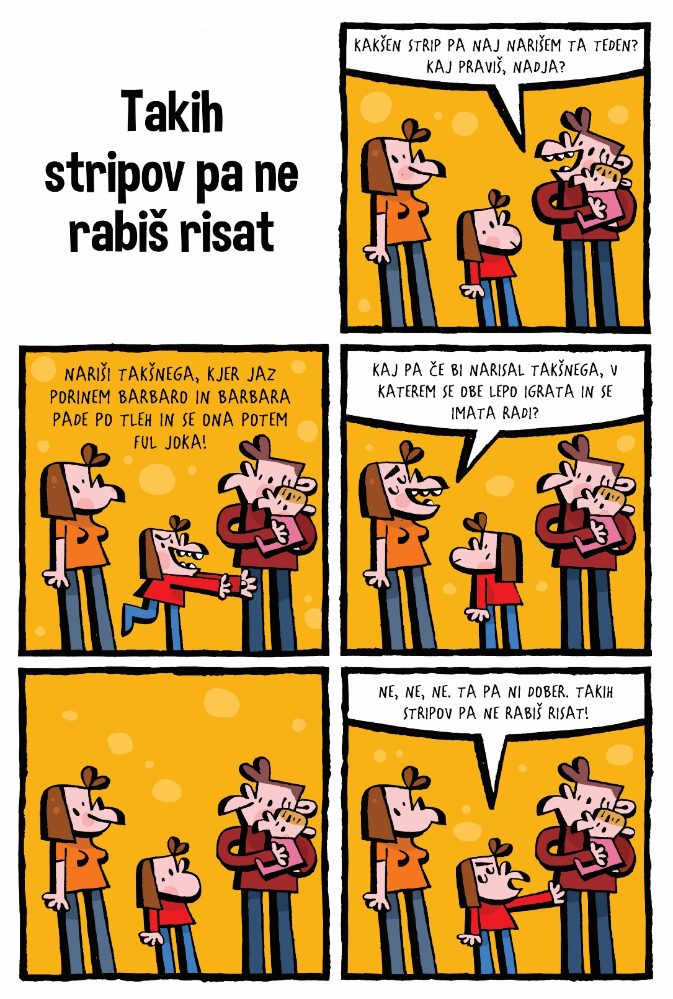 Takih
stripov pa ne
rabiš risat
KAKŠEN STRIP PA NAJ NARIŠEM TA TEDEN?
KAJ PRAVIŠ, NADJA?
NARIŠI TAKŠNEGA, KJER JAZ
PORINEM BARBARO IN BARBARA
PADE PO TLEH IN SE ONA POTEM
FUL JOKA!
KAJ PA ČE BI NARISAL TAKŠNEGA, V
KATEREM SE OBE LEPO IGRATA IN SE
IMATA RADI?
NE, NE, NE. TA PA NI DOBER. TAKIH
STRIPOV PA NE RABIŠ RISAT!